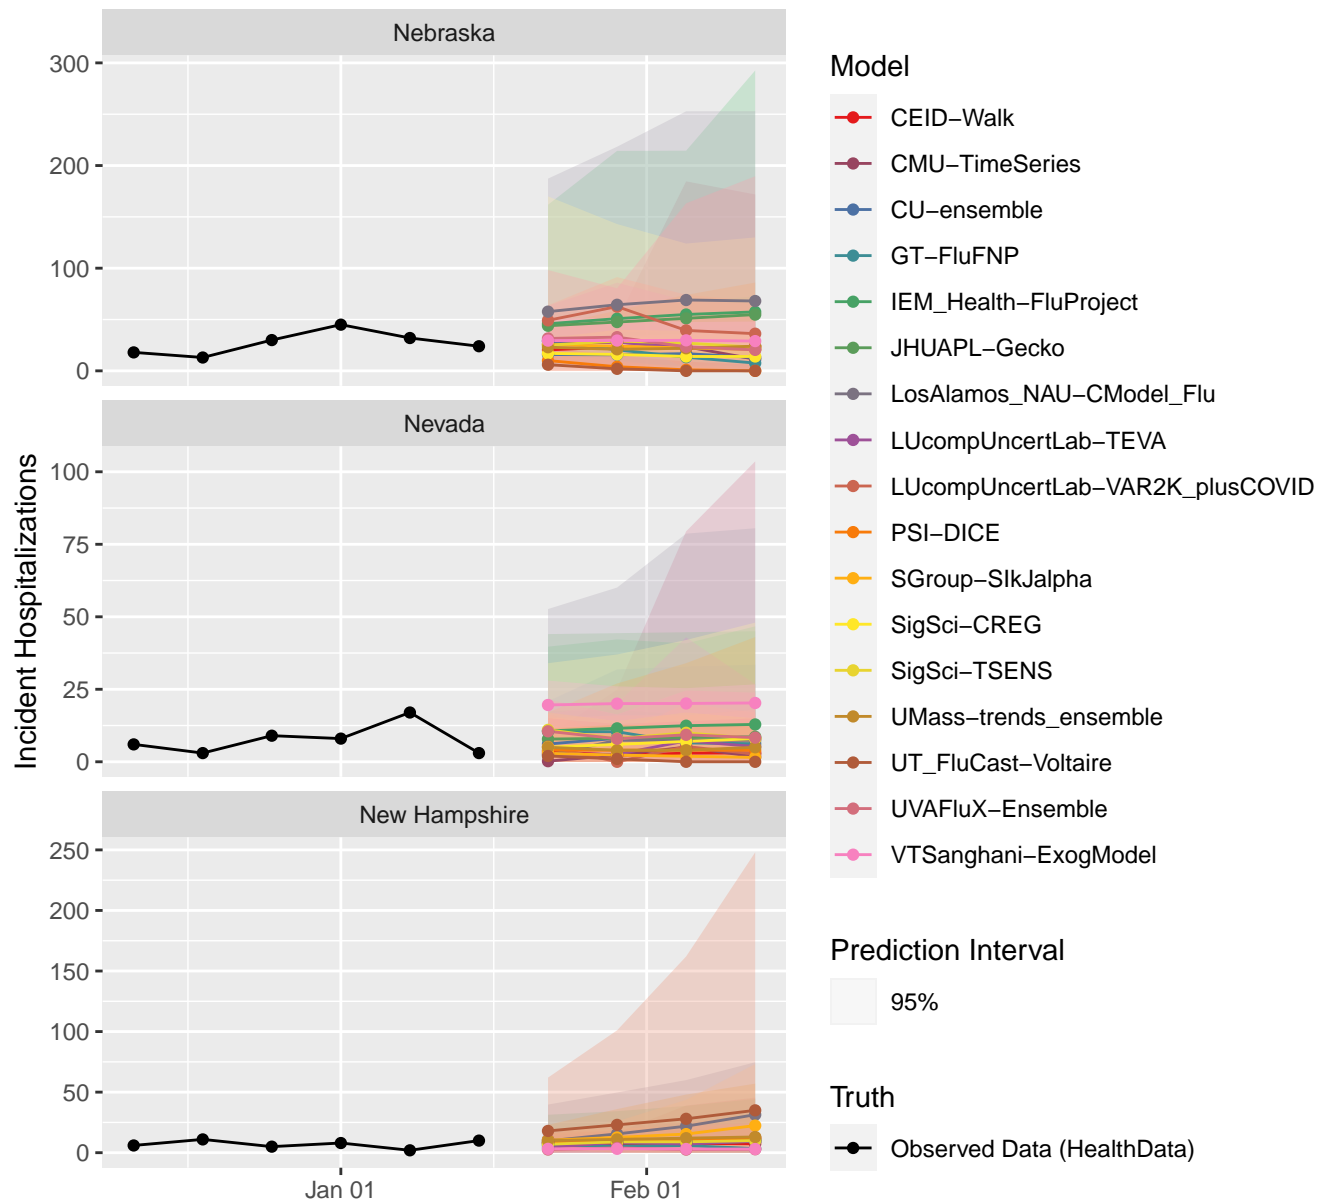 Nebraska
300
200
100
0
Nevada
100
75
50
25
0
New Hampshire
250
200
150
100
50
0
Jan 01
Feb 01
Incident Hospitalizations
Model
CEID−Walk
CMU−TimeSeries
CU−ensemble
GT−FluFNP
IEM_Health−FluProject
JHUAPL−Gecko
LosAlamos_NAU−CModel_Flu
LUcompUncertLab−TEVA
LUcompUncertLab−VAR2K_plusCOVID
PSI−DICE
SGroup−SIkJalpha
SigSci−CREG
SigSci−TSENS
UMass−trends_ensemble
UT_FluCast−Voltaire
UVAFluX−Ensemble
VTSanghani−ExogModel
Prediction Interval
95%
Truth
Observed Data (HealthData)